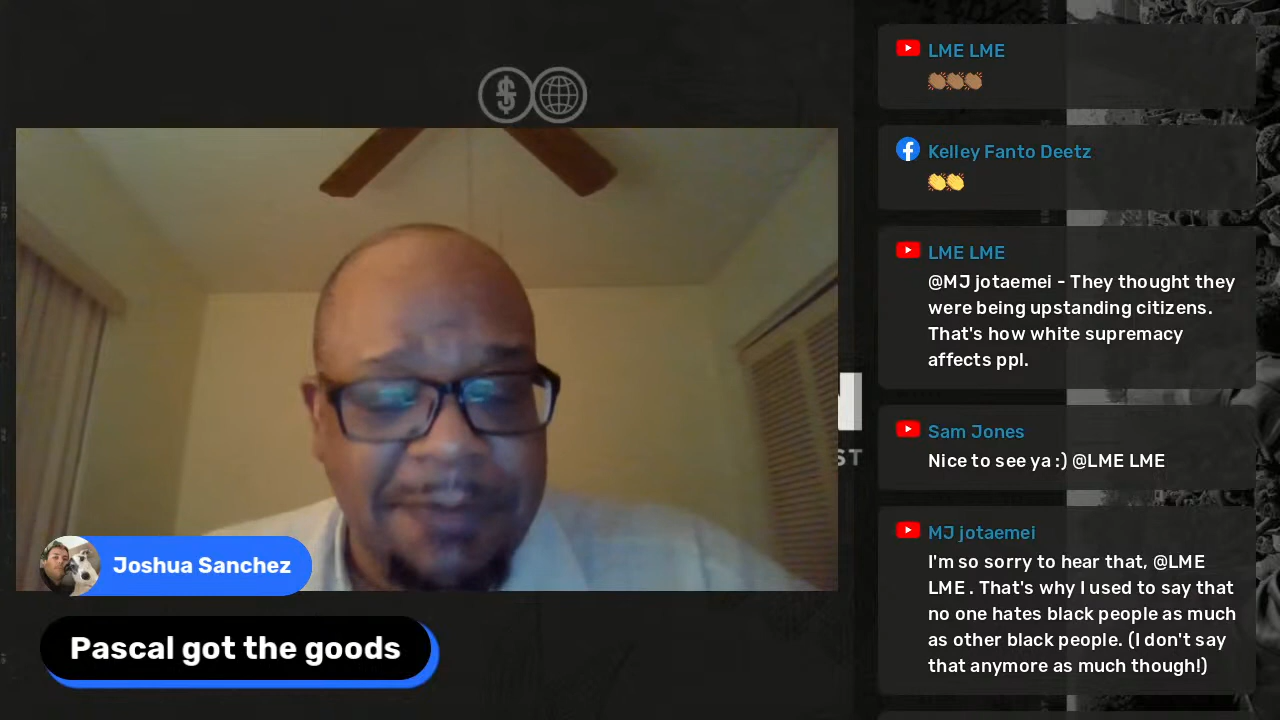 LME LME
👏🏾👏🏾👏🏾
Kelley Fanto Deetz
👏👏
LME LME
@MJ jotaemei - They thought they
were being upstanding citizens.
That's how white supremacy
affects ppl.
Sam Jones
Nice to see ya :) @LME LME
MJ jotaemei
I'm so sorry to hear that, @LME
LME . That's why I used to say that
no one hates black people as much
as other black people. (I don't say
that anymore as much though!)
ST
Joshua Sanchez
Pascal got the goods